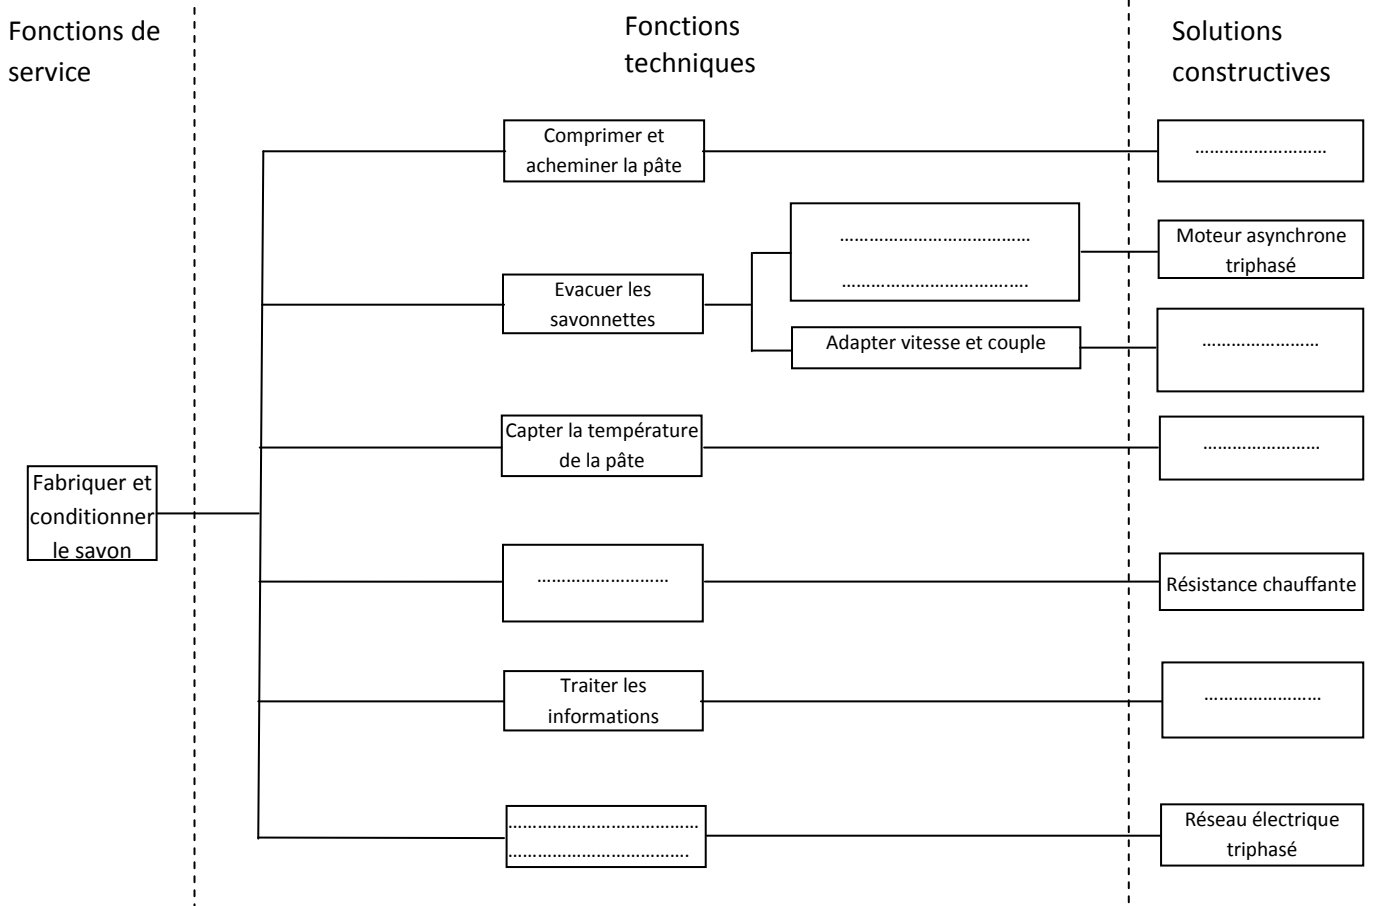 Fonctions de
service
Fonctions
techniques
Solutions
constructives
Comprimer et
acheminer la pâte
...........................
.......................................
.......................................
Moteur asynchrone
triphasé
Evacuer les
savonnettes
Adapter vitesse et couple
........................
Capter la température
de la pâte
........................
Fabriquer et
conditionner
le savon
...........................
Résistance chauffante
Traiter les
informations
........................
.......................................
.....................................
Réseau électrique
triphasé